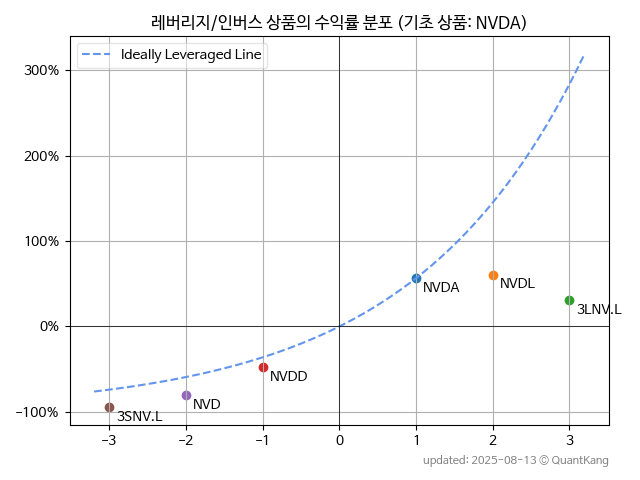 레버리지/인버스 상품의 수익률 분포 (기초 상품: NVDA)
Ideally Leveraged Line
300%
200%
100%
0%
−100%
NVDA
NVDL
3LNV.L
NVDD
NVD
3SNV.L
−3 −2 −1 0 1 2 3
updated: 2025-08-13 © QuantKang